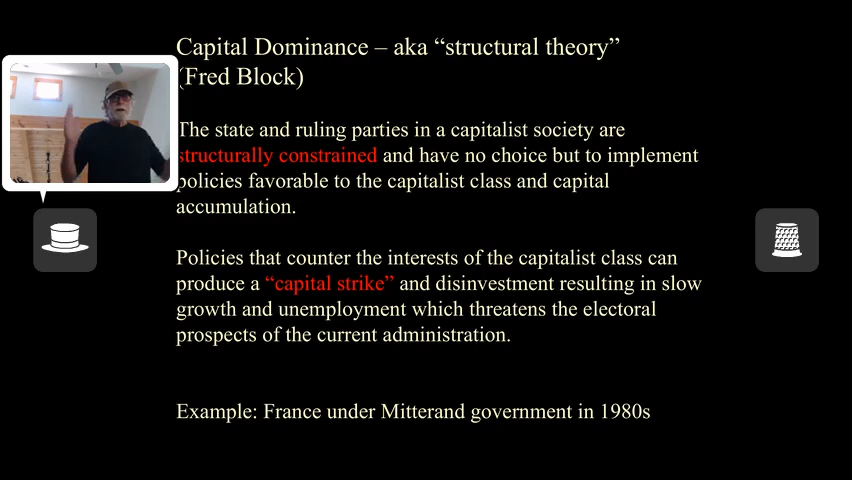 Capital Dominance – aka “structural theory”
(Fred Block)
The state and ruling parties in a capitalist society are
structurally constrained and have no choice but to implement
policies favorable to the capitalist class and capital
accumulation.
Policies that counter the interests of the capitalist class can
produce a “capital strike” and disinvestment resulting in slow
growth and unemployment which threatens the electoral
prospects of the current administration.
Example: France under Mitterand government in 1980s